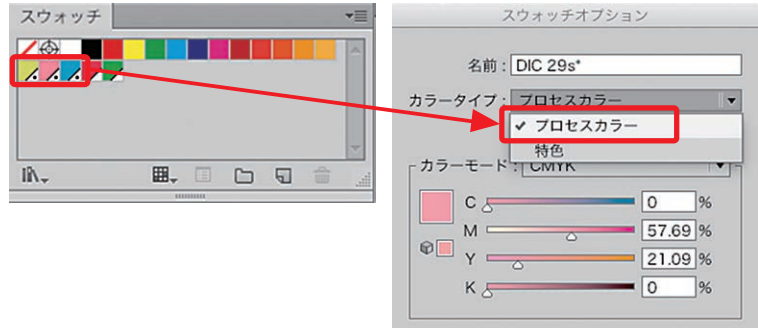 スウォッチ
スウォッチオプション
名前：DIC 29s*
カラータイプ：プロセスカラー
✓ プロセスカラー
特色
カラーモード：CMYK
C 0 %
M 57.69 %
Y 21.09 %
K 0 %